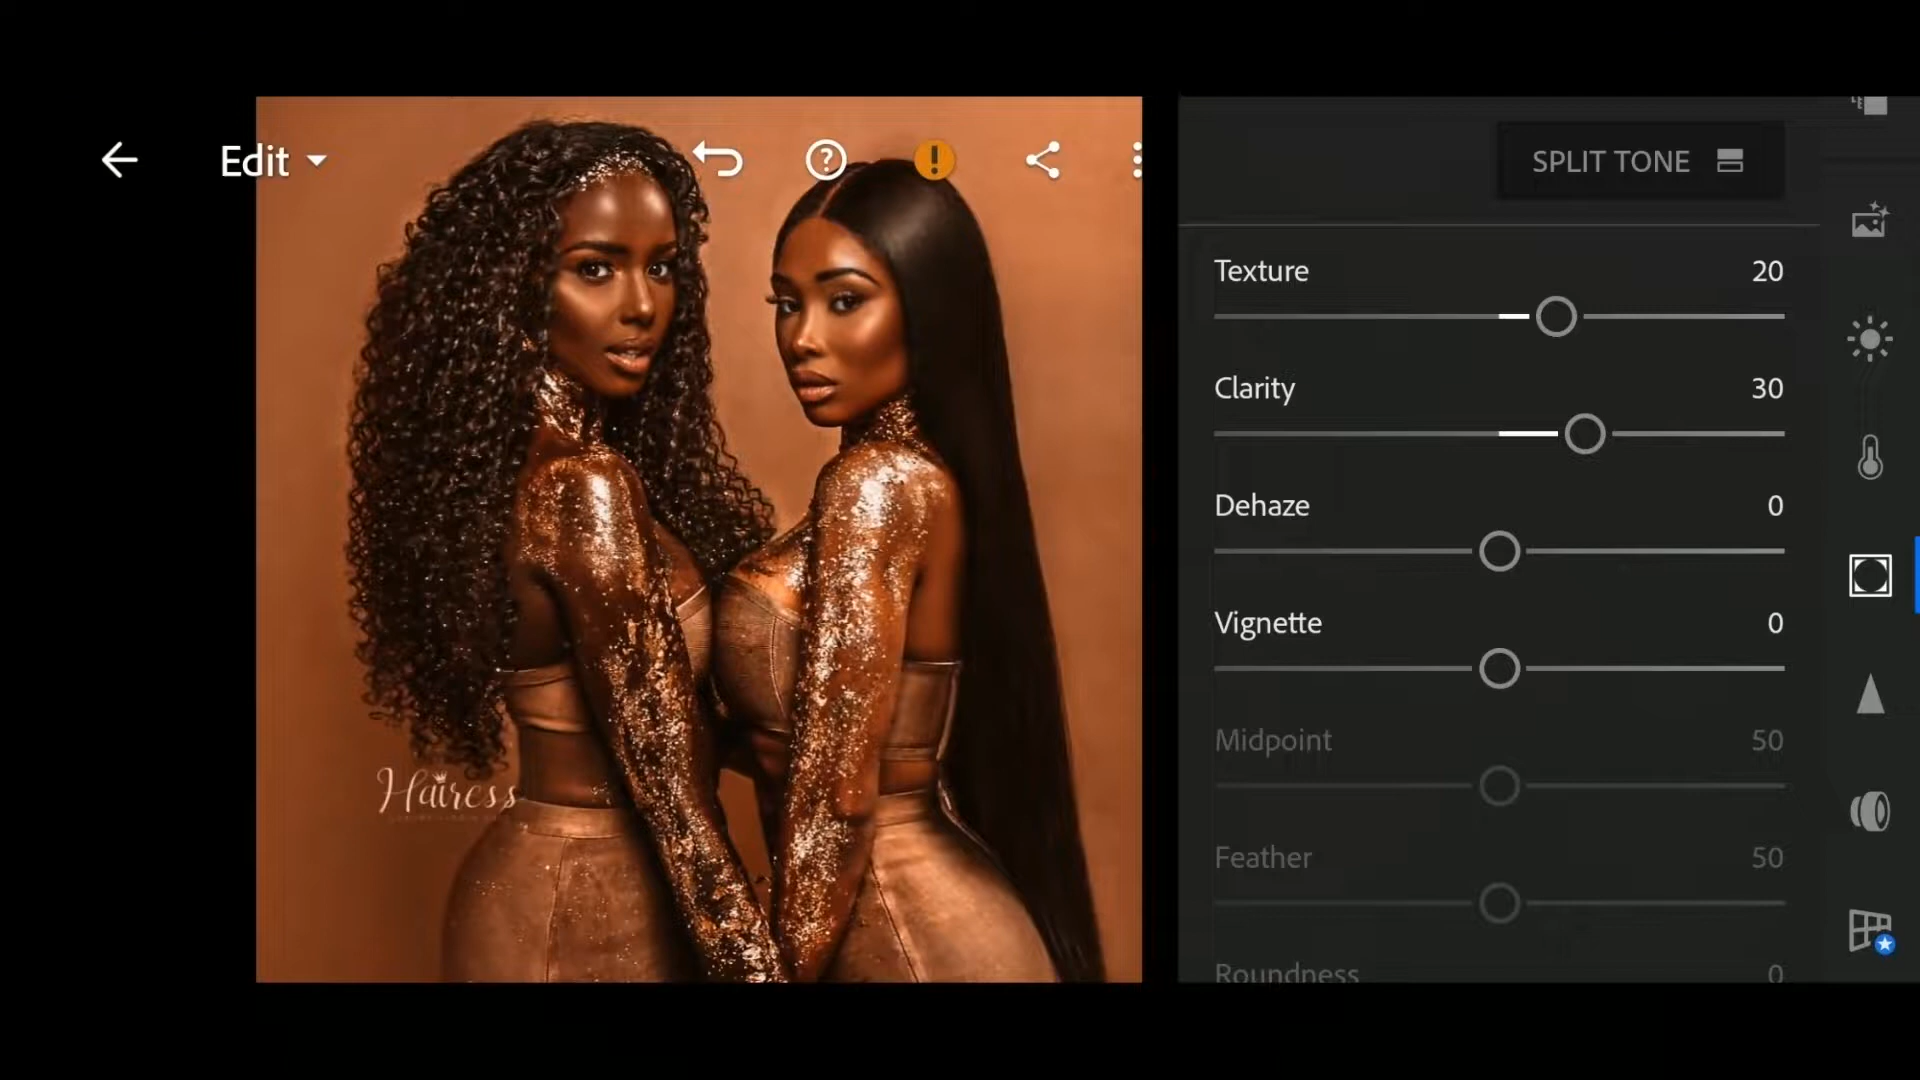 Edit
SPLIT TONE
Texture 20
Clarity 30
Dehaze 0
Vignette 0
Midpoint 50
Feather 50
Roundness 0
Hairess